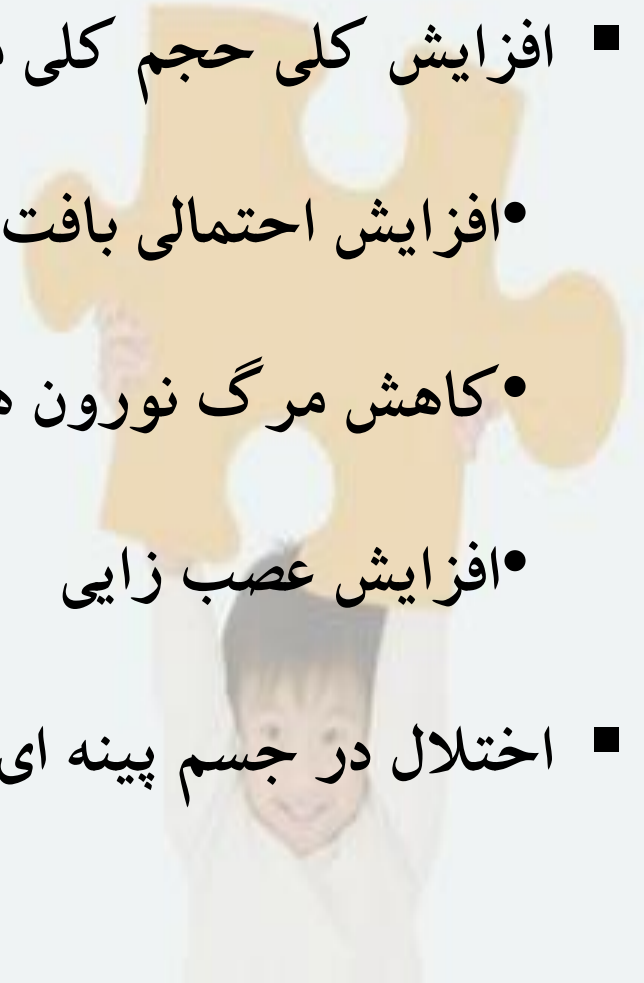 ▪ افزایش کلی حجم کلی
•افزایش احتمالی بافت
•کاهش مرگ نورون
•افزایش عصب زایی
▪ اختلال در جسم پینه ای